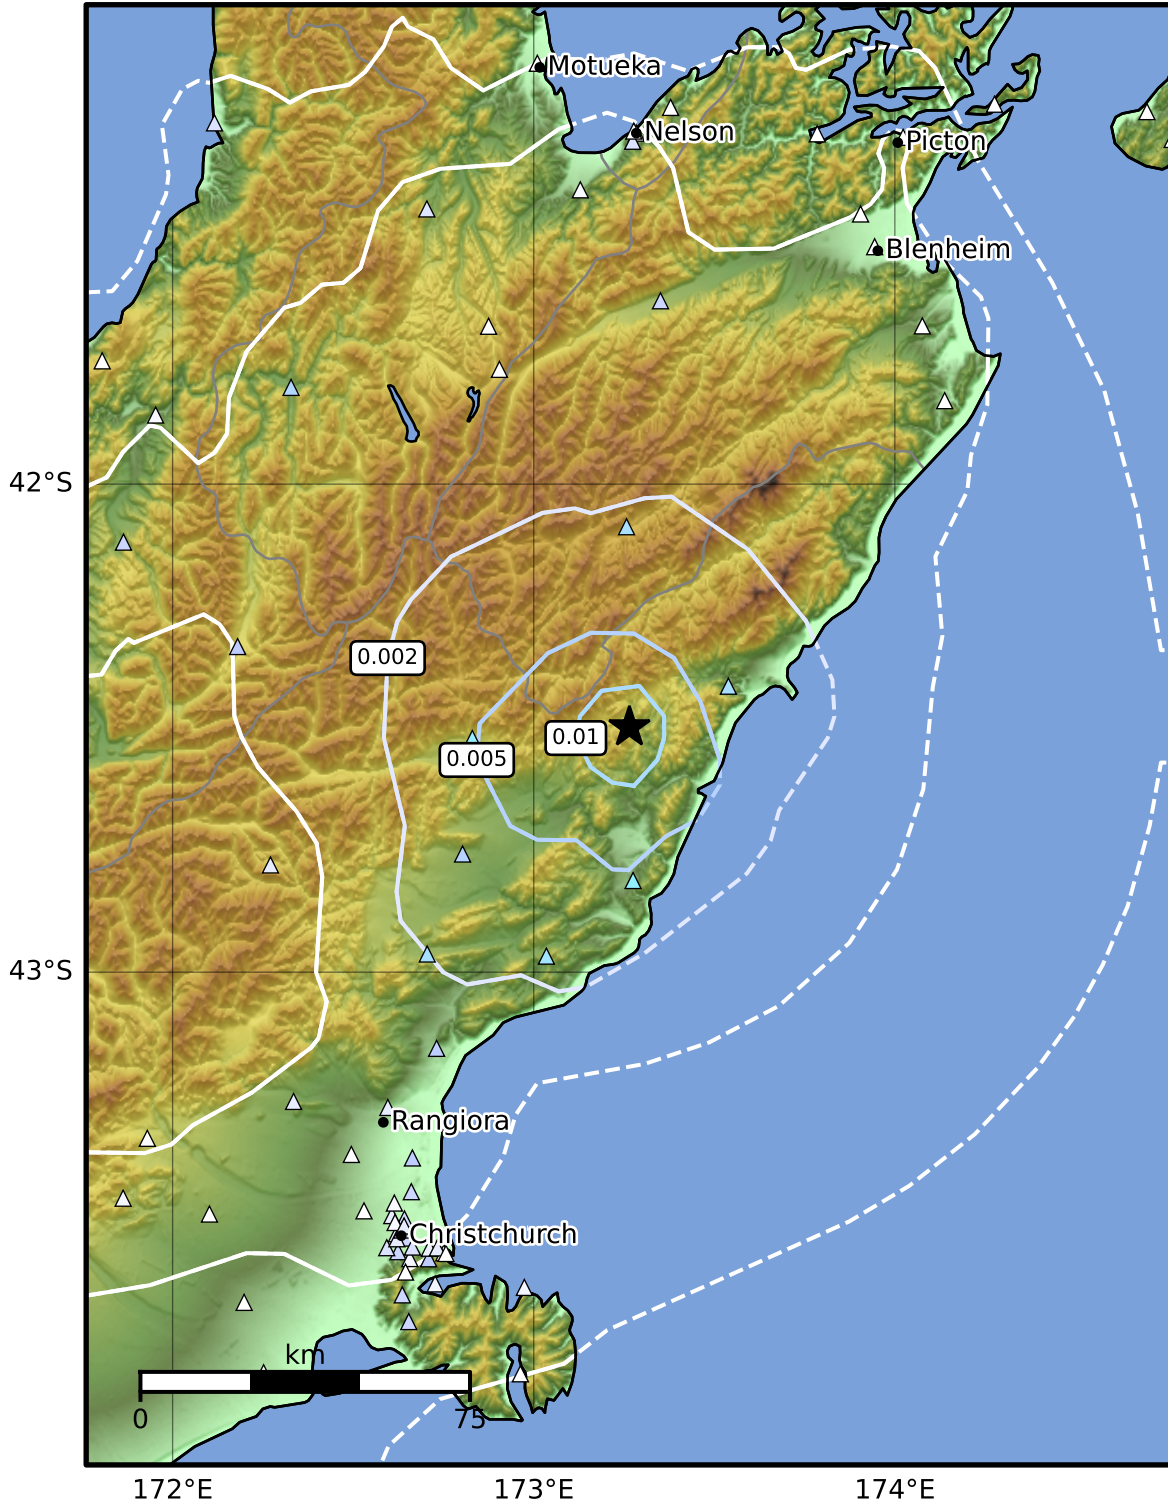 Motueka
Nelson
Picton
Blenheim
42°S
0.002
0.01
0.005
43°S
Rangiora
Christchurch
km
0
75
172°E
173°E
174°E